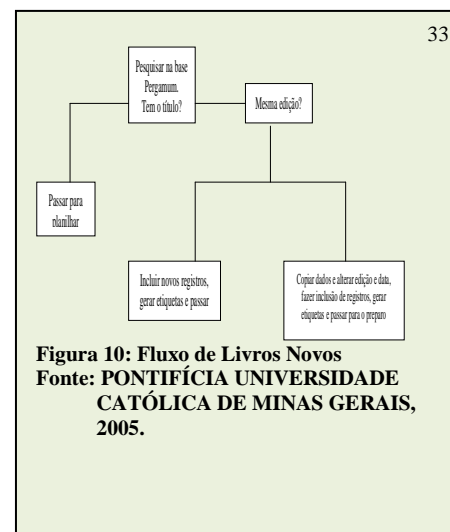 33
Pesquisar na base
Pergamum.
Tem o título?
Mesma edição?
Passar para
planilhar
Incluir novos registros,
gerar etiquetas e passar
Copiar dados e alterar edição e data,
fazer inclusão de registros, gerar
etiquetas e passar para o preparo
Figura 10: Fluxo de Livros Novos
Fonte: PONTIFÍCIA UNIVERSIDADE
CATÓLICA DE MINAS GERAIS,
2005.